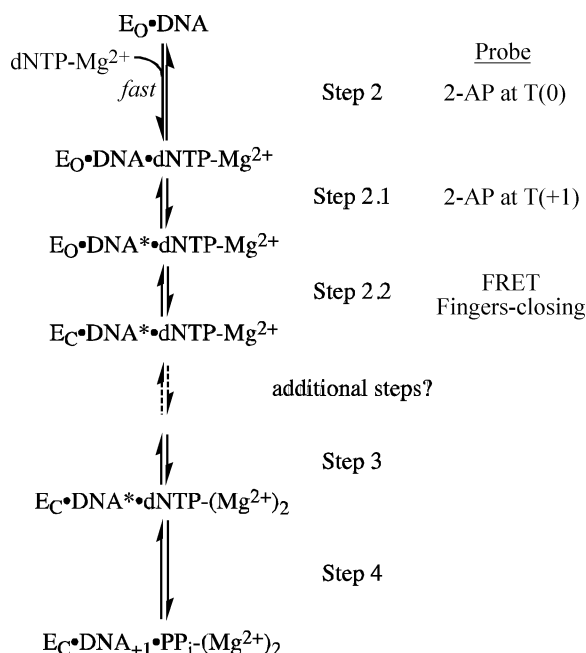 E_O•DNA
Probe
dNTP-Mg²⁺
fast
Step 2 2-AP at T(0)
E_O•DNA•dNTP-Mg²⁺
Step 2.1 2-AP at T(+1)
E_O•DNA*•dNTP-Mg²⁺
Step 2.2 FRET
Fingers-closing
E_C•DNA*•dNTP-Mg²⁺
additional steps?
Step 3
E_C•DNA*•dNTP-(Mg²⁺)₂
Step 4
E_C•DNA₊₁•PP_i-(Mg²⁺)₂